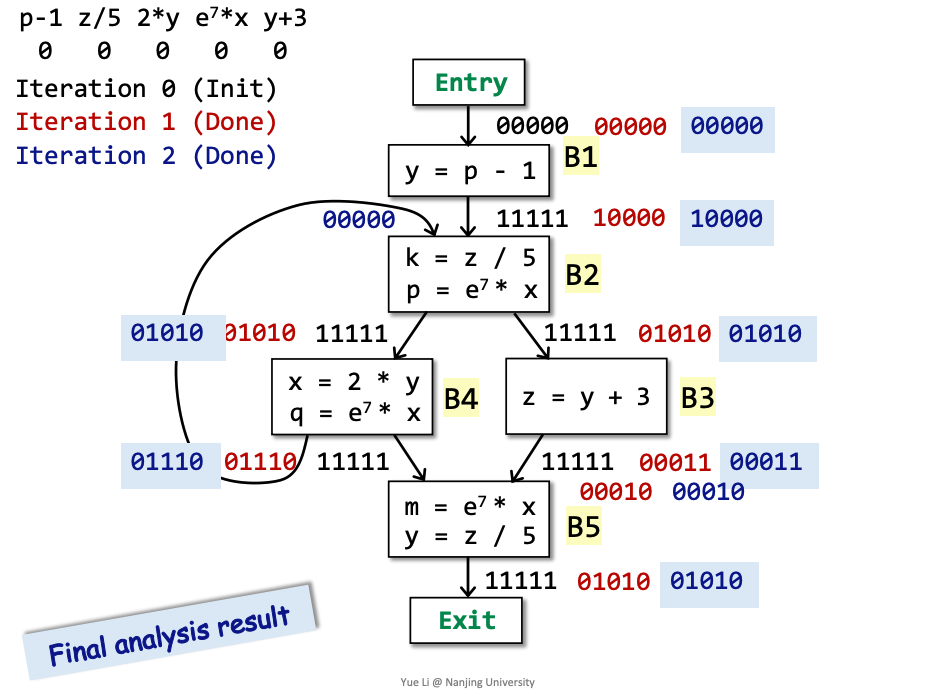 p-1 z/5 2*y e⁷*x y+3
0 0 0 0 0
Iteration 0 (Init)
Iteration 1 (Done)
Iteration 2 (Done)
Entry
00000 00000 00000
B1
y = p - 1
00000
11111 10000 10000
k = z / 5
p = e⁷* x
B2
01010 01010 11111
11111 01010 01010
x = 2 * y
q = e⁷* x
B4
z = y + 3
B3
01110 01110 11111
11111 00011 00011
00010 00010
m = e⁷* x
y = z / 5
B5
11111 01010 01010
Exit
Final analysis result
Yue Li @ Nanjing University